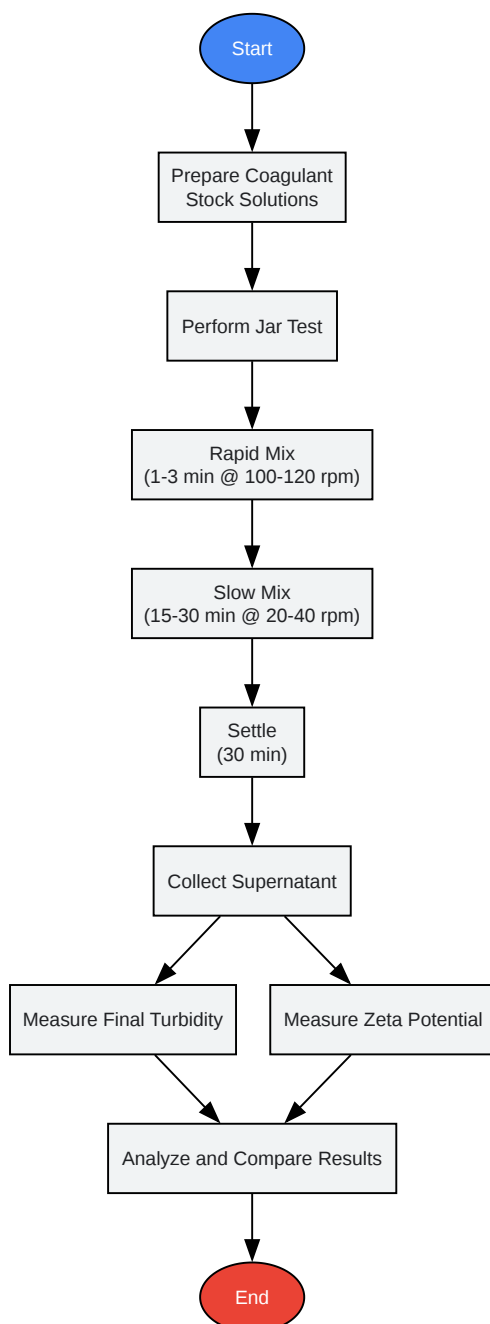 Start
Prepare Coagulant
Stock Solutions
Perform Jar Test
Rapid Mix
(1-3 min @ 100-120 rpm)
Slow Mix
(15-30 min @ 20-40 rpm)
Settle
(30 min)
Collect Supernatant
Measure Final Turbidity
Measure Zeta Potential
Analyze and Compare Results
End